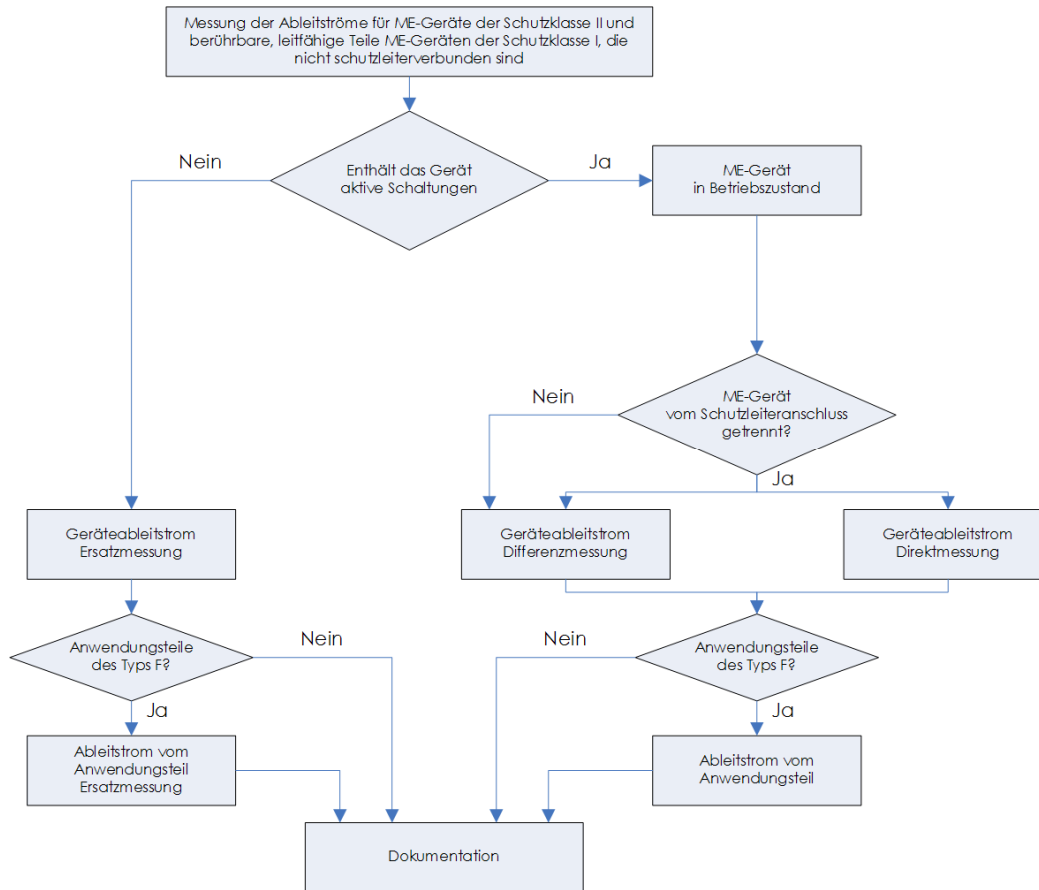 Messung der Ableitströme für ME-Geräte der Schutzklasse II und
berührbare, leitfähige Teile ME-Geräten der Schutzklasse I, die
nicht schutzleiterverbunden sind
Nein
Enthält das Gerät
aktive Schaltungen
Ja
ME-Gerät
in Betriebszustand
Nein
ME-Gerät
vom Schutzleiteranschluss
getrennt?
Ja
Geräteableitstrom
Ersatzmessung
Geräteableitstrom
Differenzmessung
Geräteableitstrom
Direktmessung
Anwendungsteile
des Typs F?
Nein
Nein
Anwendungsteile
des Typs F?
Ja
Ja
Ableitstrom vom
Anwendungsteil
Ersatzmessung
Ableitstrom vom
Anwendungsteil
Dokumentation